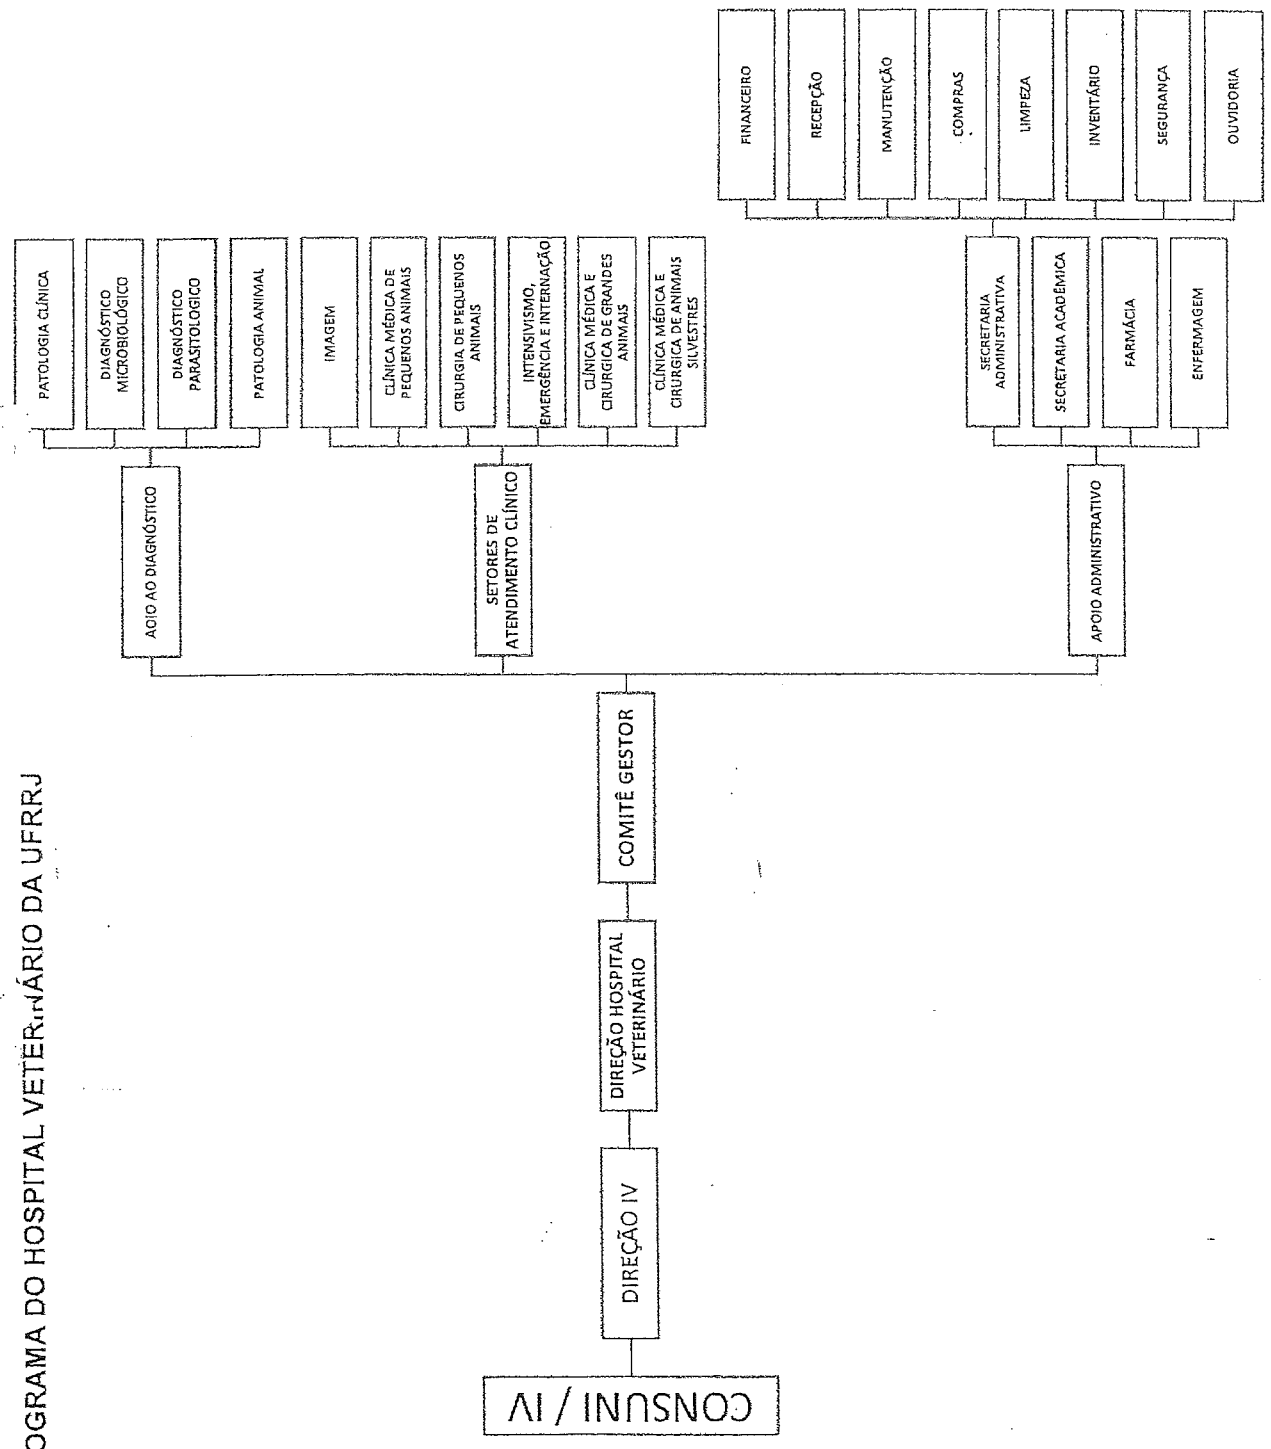 OGRAMA DO HOSPITAL VETERINÁRIO DA UFRRJ
CONSUNI / IV
DIREÇÃO IV
DIREÇÃO HOSPITAL
VETERINÁRIO
COMITÊ GESTOR
AOIO AO DIAGNÓSTICO
PATOLOGIA CLÍNICA
DIAGNÓSTICO
MICROBIOLÓGICO
DIAGNÓSTICO
PARASITOLOGICO
PATOLOGIA ANIMAL
SETORES DE
ATENDIMENTO CLÍNICO
IMAGEM
CLÍNICA MÉDICA DE
PEQUENOS ANIMAIS
CIRURGIA DE PEQUENOS
ANIMAIS
INTENSIVISMO,
EMERGÊNCIA E INTERNAÇÃO
CLÍNICA MÉDICA E
CIRURGICA DE GRANDES
ANIMAIS
CLÍNICA MÉDICA E
CIRURGICA DE ANIMAIS
SILVESTRES
APOIO ADMINISTRATIVO
SECRETARIA
ADMINISTRATIVA
SECRETARIA ACADÊMICA
FARMÁCIA
ENFERMAGEM
FINANCEIRO
RECEPÇÃO
MANUTENÇÃO
COMPRAS
LIMPEZA
INVENTÁRIO
SEGURANÇA
OUVIDORIA